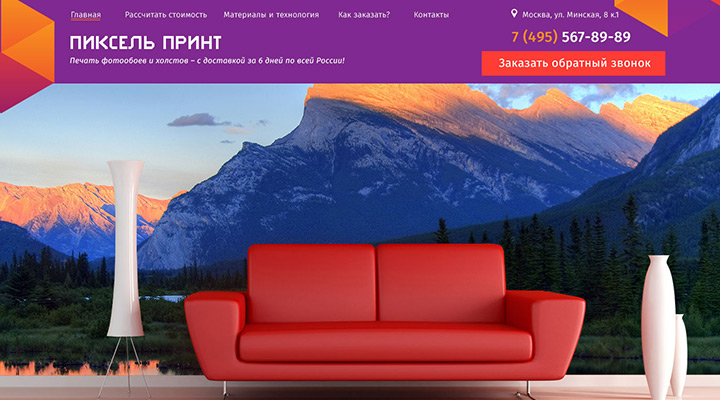 Главная Рассчитать стоимость Материалы и технология Как заказать? Контакты
Москва, ул. Минская, 8 к.1
ПИКСЕЛЬ ПРИНТ
7 (495) 567-89-89
Печать фотообоев и холстов – с доставкой за 6 дней по всей России!
Заказать обратный звонок